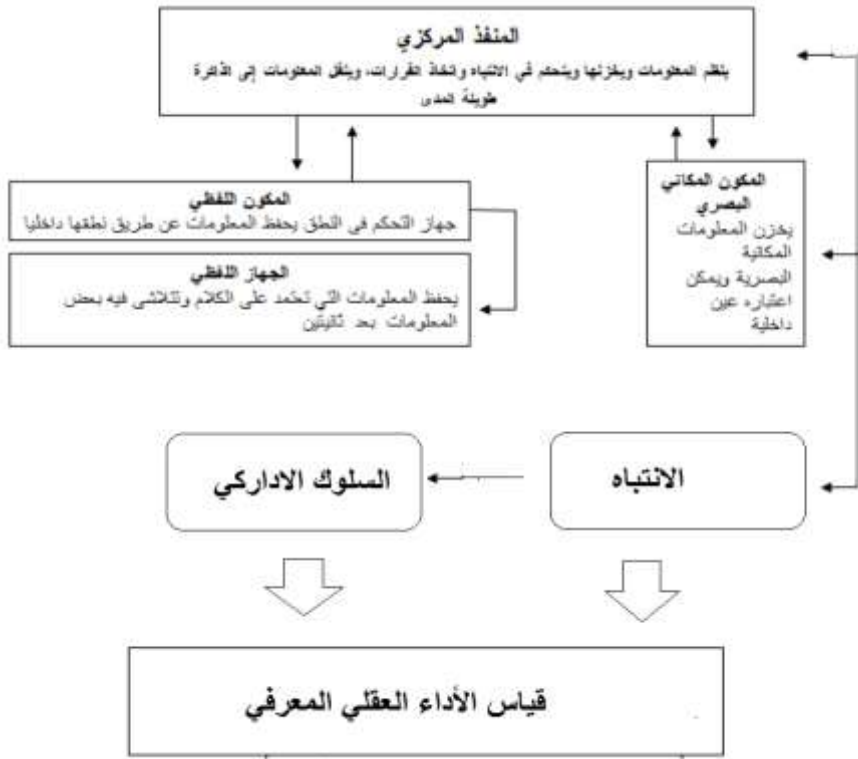 المنفذ المركزي
ينظم المعلومات ويخزنها ويتحكم في الانتباه واتخاذ القرارات، وينقل المعلومات إلى الذاكرة
طويلة المدى
المكون اللفظي
جهاز التحكم في النطق يحفظ المعلومات عن طريق نطقها داخليا
الجهاز اللفظي
يحفظ المعلومات التي تعتمد على الكلام وتتلاشى فيه بعض
المعلومات بعد ثانيتين
المكون المكاني
البصري
يخزن المعلومات
المكانية
البصرية ويمكن
اعتباره عين
داخلية
الانتباه
السلوك الاداركي
قياس الأداء العقلي المعرفي